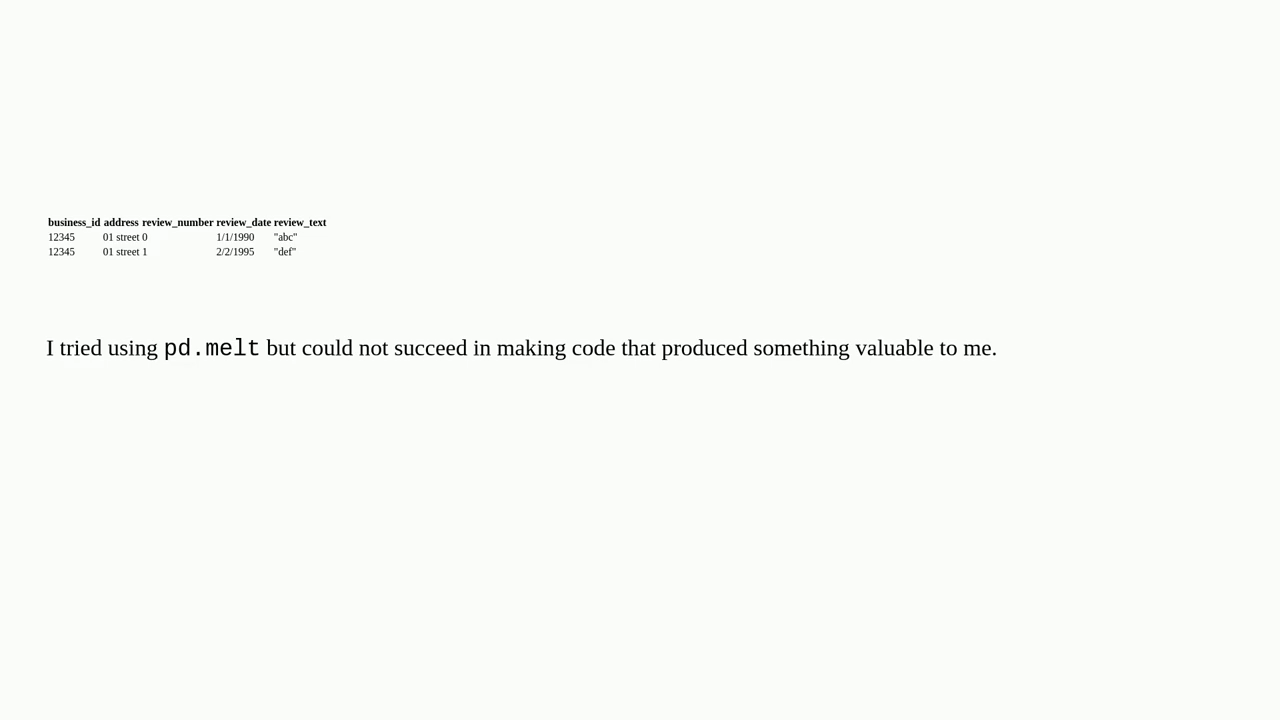 business_id address review_number review_date review_text
12345 01 street 0 1/1/1990 "abc"
12345 01 street 1 2/2/1995 "def"
I tried using pd.melt but could not succeed in making code that produced something valuable to me.